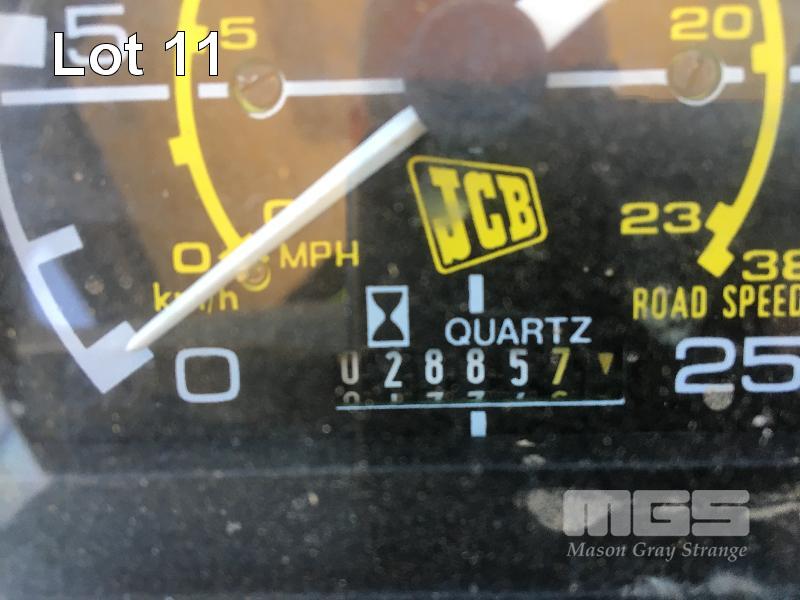 Lot 11
5
5
20
JCB
23
0
0
MPH
38
km/h
ROAD SPEED
QUARTZ
0
028857
25
MGS
Mason Gray Strange